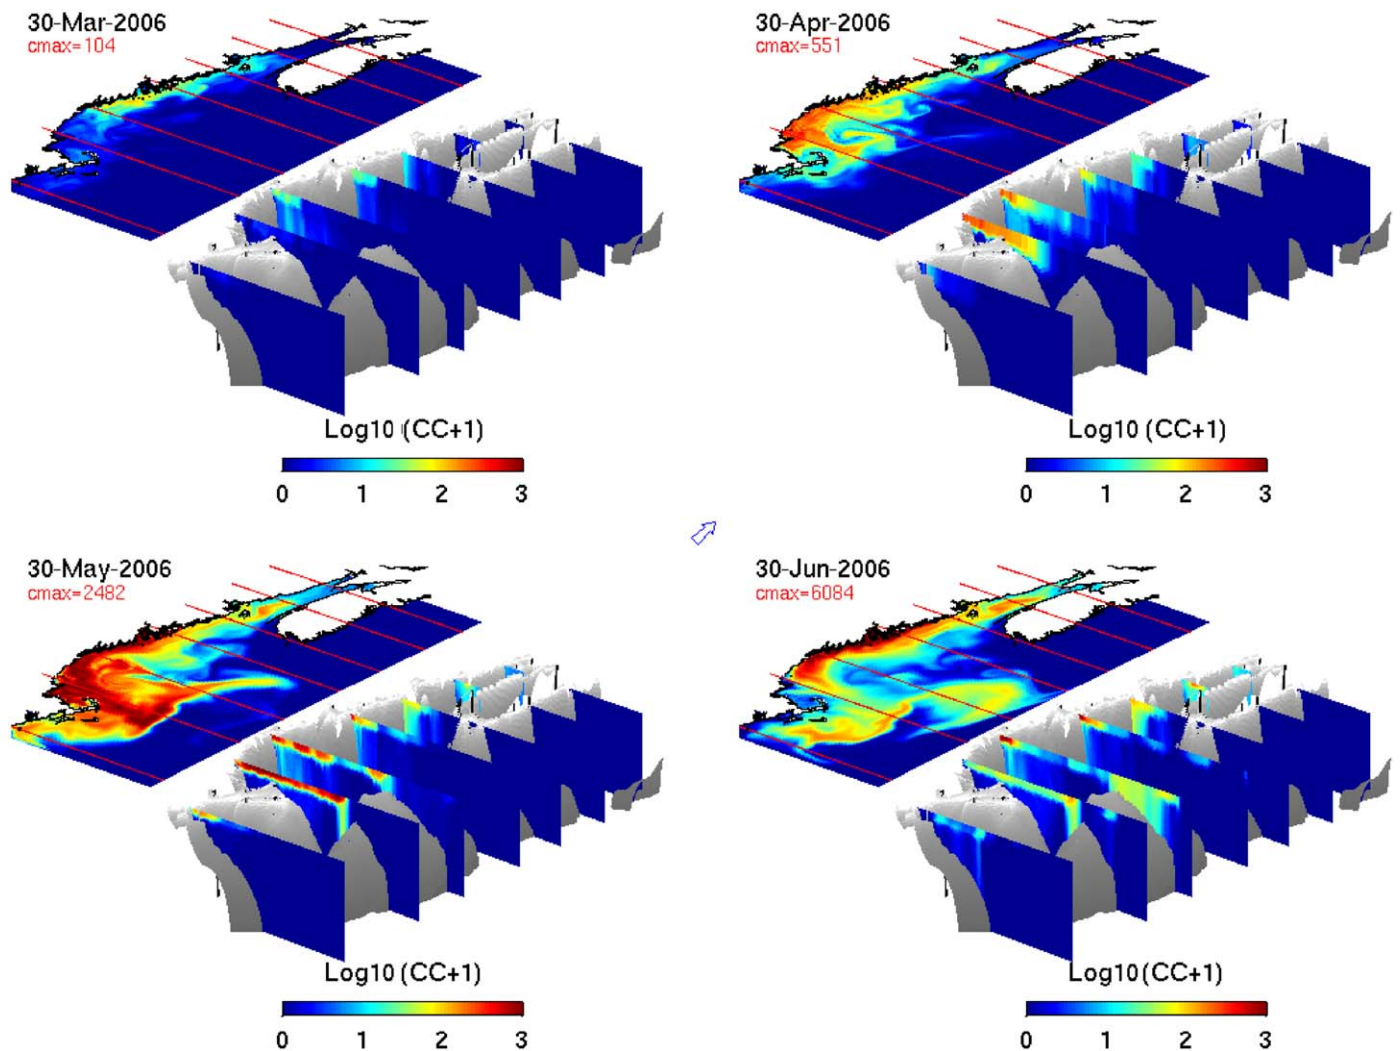 30-Mar-2006
cmax=104
Log10 (CC+1)
0 1 2 3
30-Apr-2006
cmax=551
Log10 (CC+1)
0 1 2 3
30-May-2006
cmax=2482
Log10 (CC+1)
0 1 2 3
30-Jun-2006
cmax=6084
Log10 (CC+1)
0 1 2 3